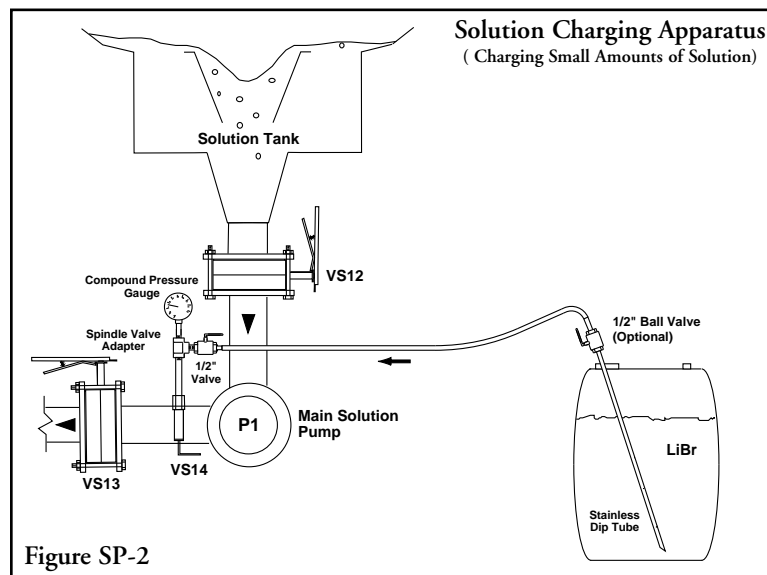 Solution Charging Apparatus
( Charging Small Amounts of Solution)
Solution Tank
VS12
Compound Pressure
Gauge
1/2" Ball Valve
(Optional)
Spindle Valve
Adapter
1/2"
Valve
P1
Main Solution
Pump
LiBr
VS14
VS13
Stainless
Dip Tube
Figure SP-2